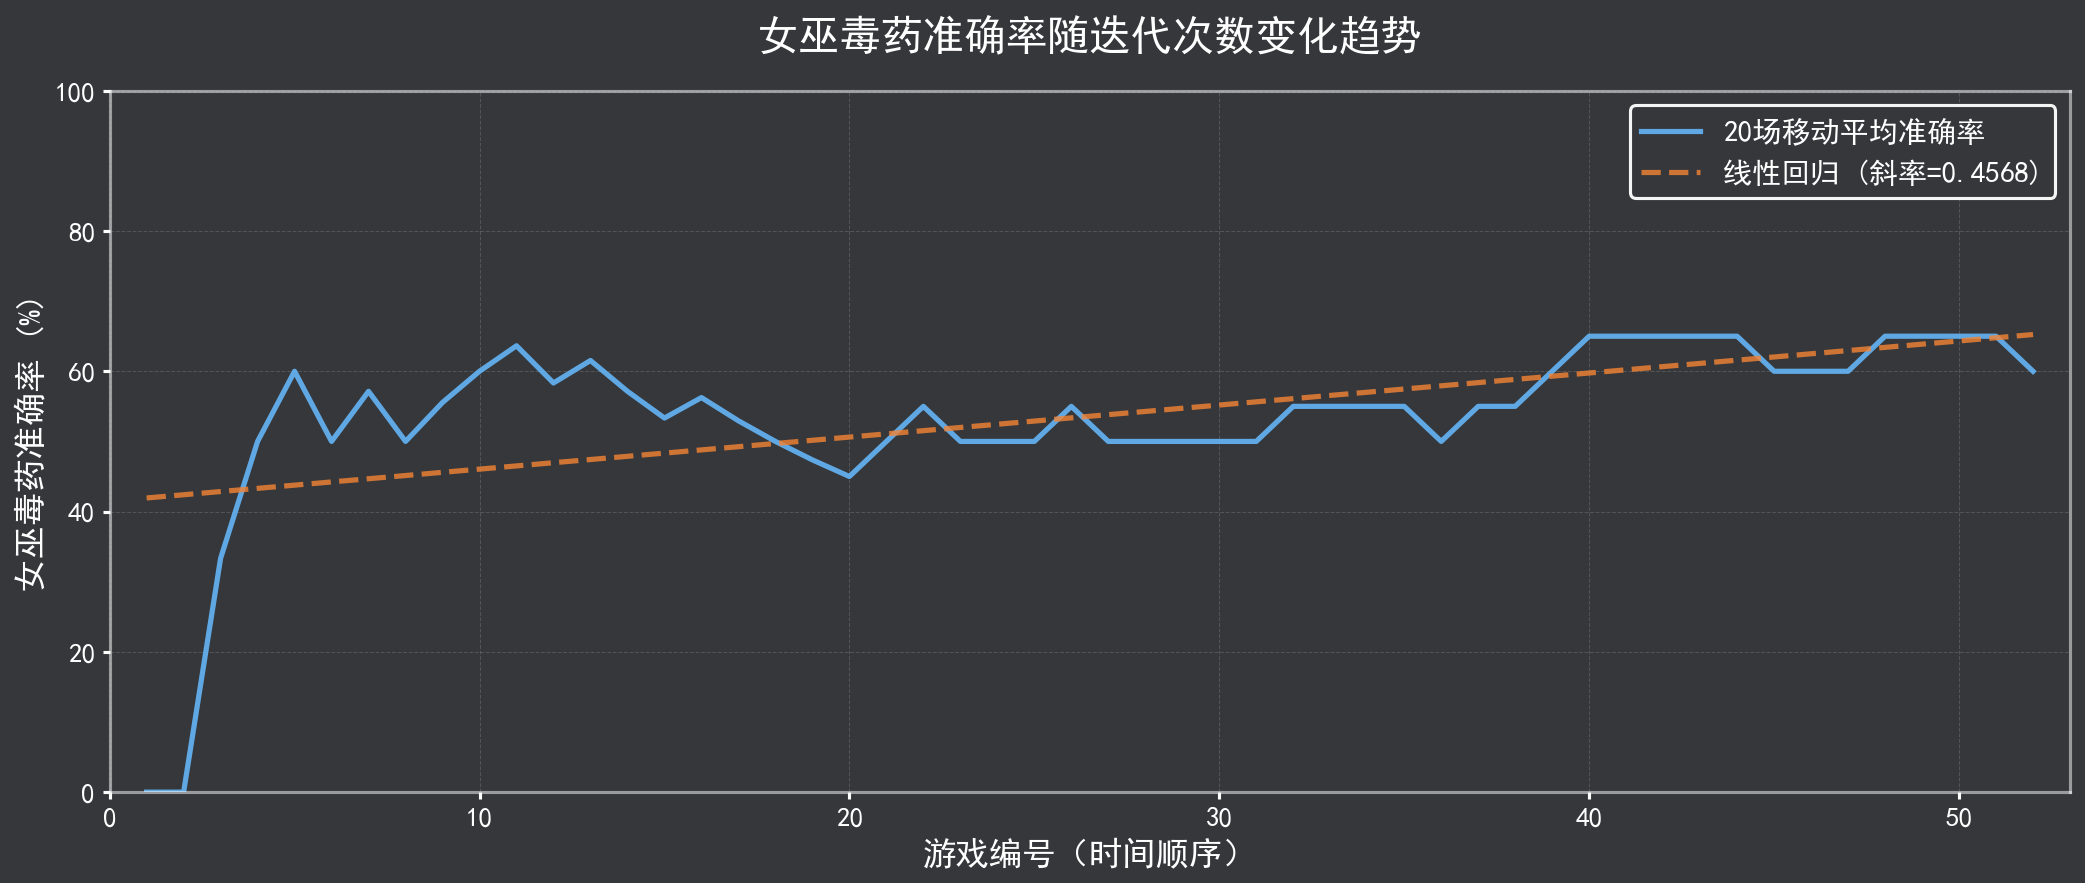 女巫毒药准确率随迭代次数变化趋势
20场移动平均准确率
线性回归 (斜率=0.4568)
女巫毒药准确率 (%)
100
80
60
40
20
0
0 10 20 30 40 50
游戏编号（时间顺序）